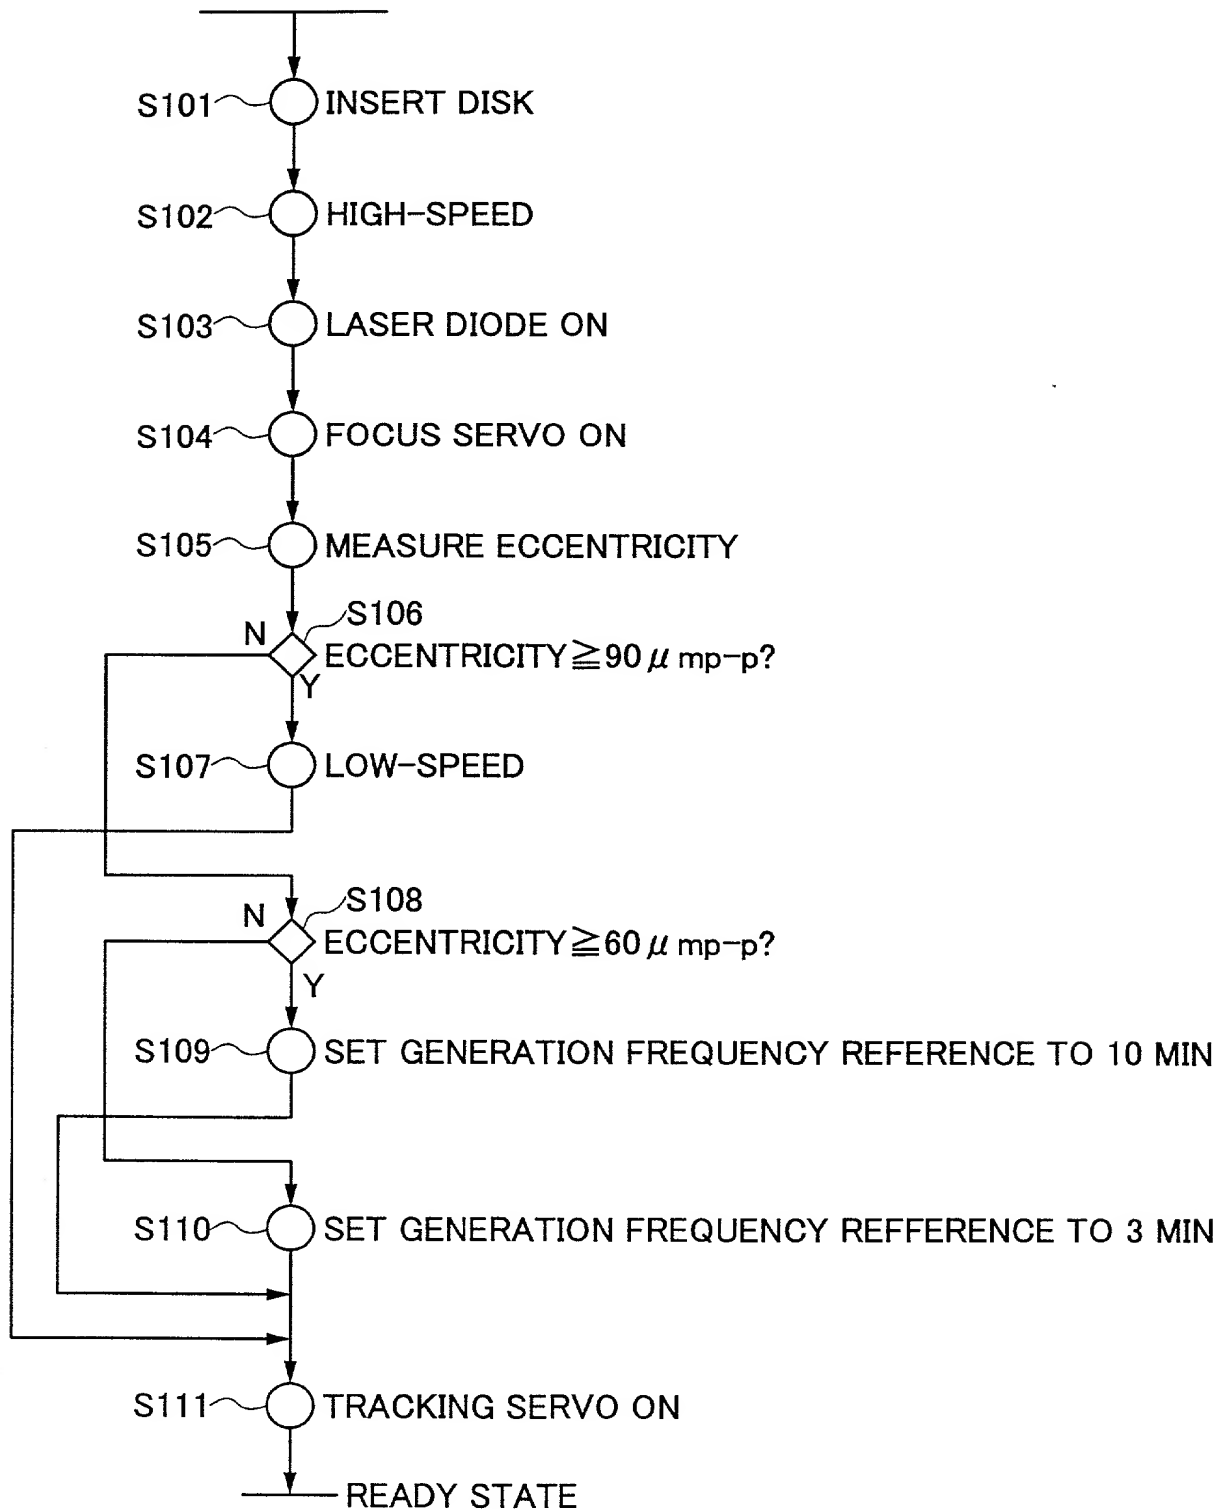 S101 INSERT DISK
S102 HIGH-SPEED
S103 LASER DIODE ON
S104 FOCUS SERVO ON
S105 MEASURE ECCENTRICITY
S106
N ECCENTRICITY≧90μmp-p?
Y
S107 LOW-SPEED
S108
N ECCENTRICITY≧60μmp-p?
Y
S109 SET GENERATION FREQUENCY REFERENCE TO 10 MIN
S110 SET GENERATION FREQUENCY REFFERENCE TO 3 MIN
S111 TRACKING SERVO ON
READY STATE